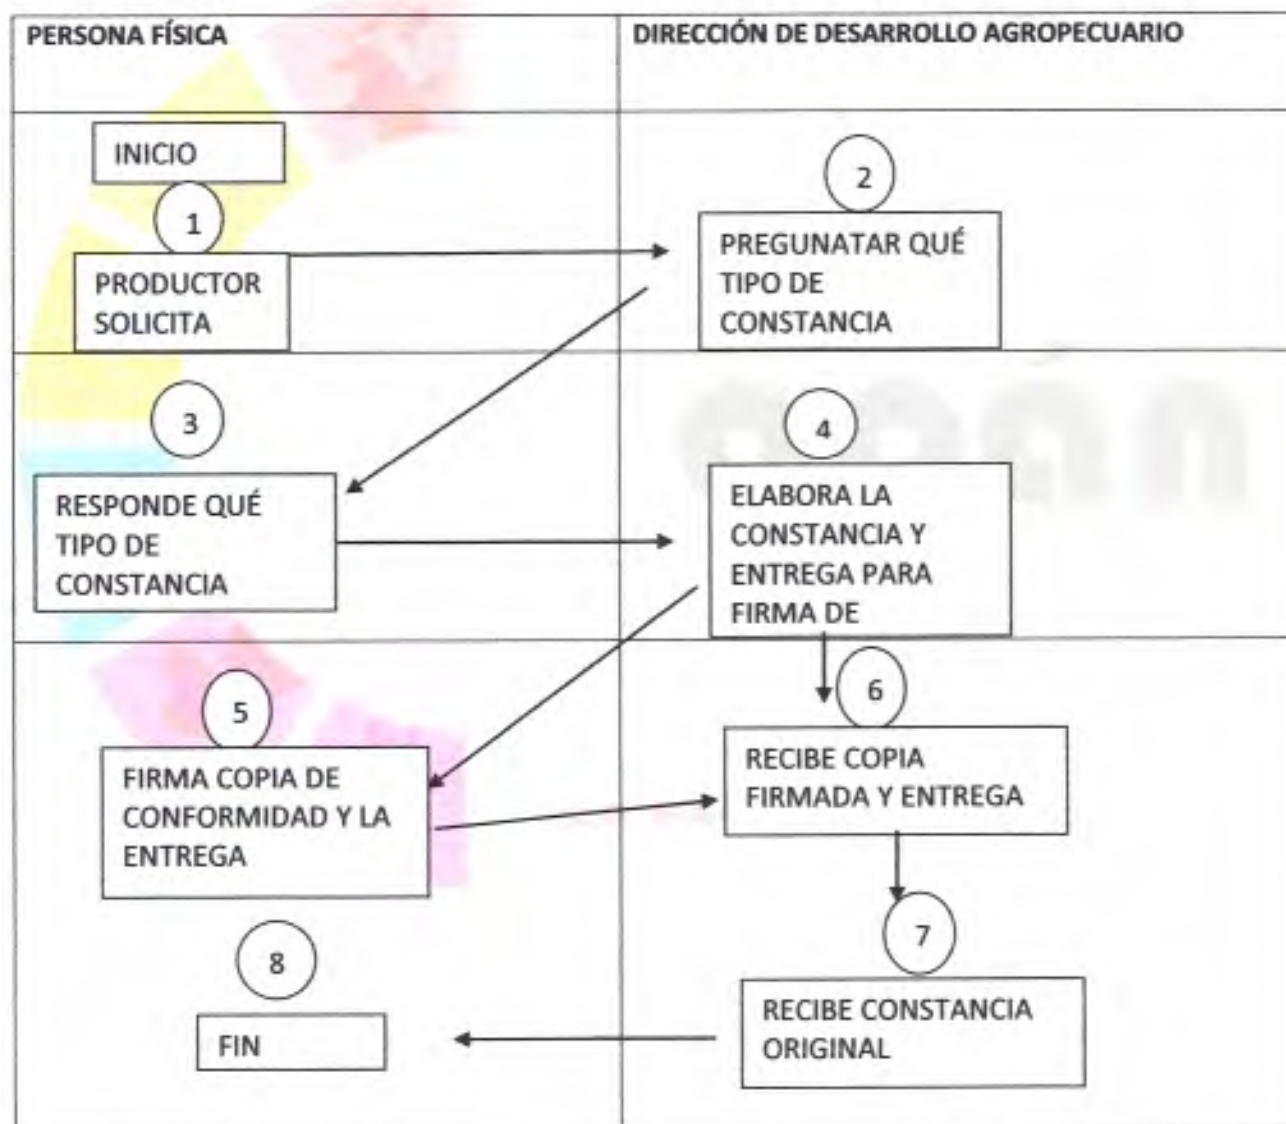 PERSONA FÍSICA
DIRECCIÓN DE DESARROLLO AGROPECUARIO
INICIO
1
PRODUCTOR
SOLICITA
2
PREGUNATAR QUÉ
TIPO DE
CONSTANCIA
3
RESPONDE QUÉ
TIPO DE
CONSTANCIA
4
ELABORA LA
CONSTANCIA Y
ENTREGA PARA
FIRMA DE
5
FIRMA COPIA DE
CONFORMIDAD Y LA
ENTREGA
6
RECIBE COPIA
FIRMADA Y ENTREGA
7
RECIBE CONSTANCIA
ORIGINAL
8
FIN